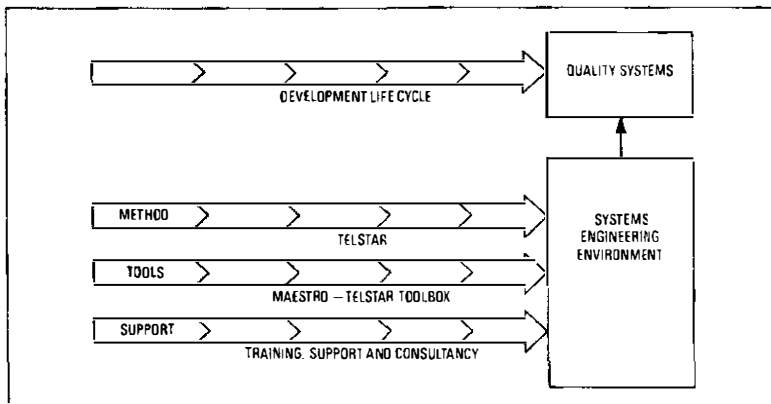 QUALITY SYSTEMS
DEVELOPMENT LIFE CYCLE
METHOD
TELSTAR
SYSTEMS
ENGINEERING
ENVIRONMENT
TOOLS
MAESTRO – TELSTAR TOOLBOX
SUPPORT
TRAINING, SUPPORT AND CONSULTANCY